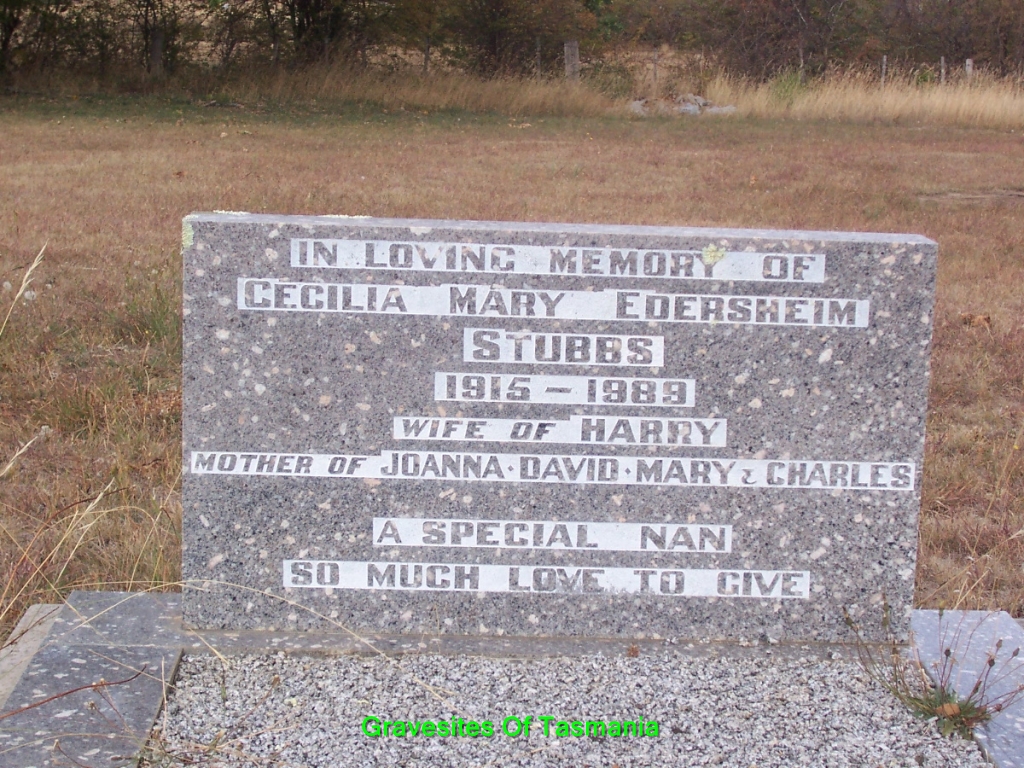 IN LOVING MEMORY OF
CECILIA MARY EDERSHEIM
STUBBS
1915 - 1989
WIFE OF HARRY
MOTHER OF JOANNA · DAVID · MARY & CHARLES
A SPECIAL NAN
SO MUCH LOVE TO GIVE
Gravesites Of Tasmania